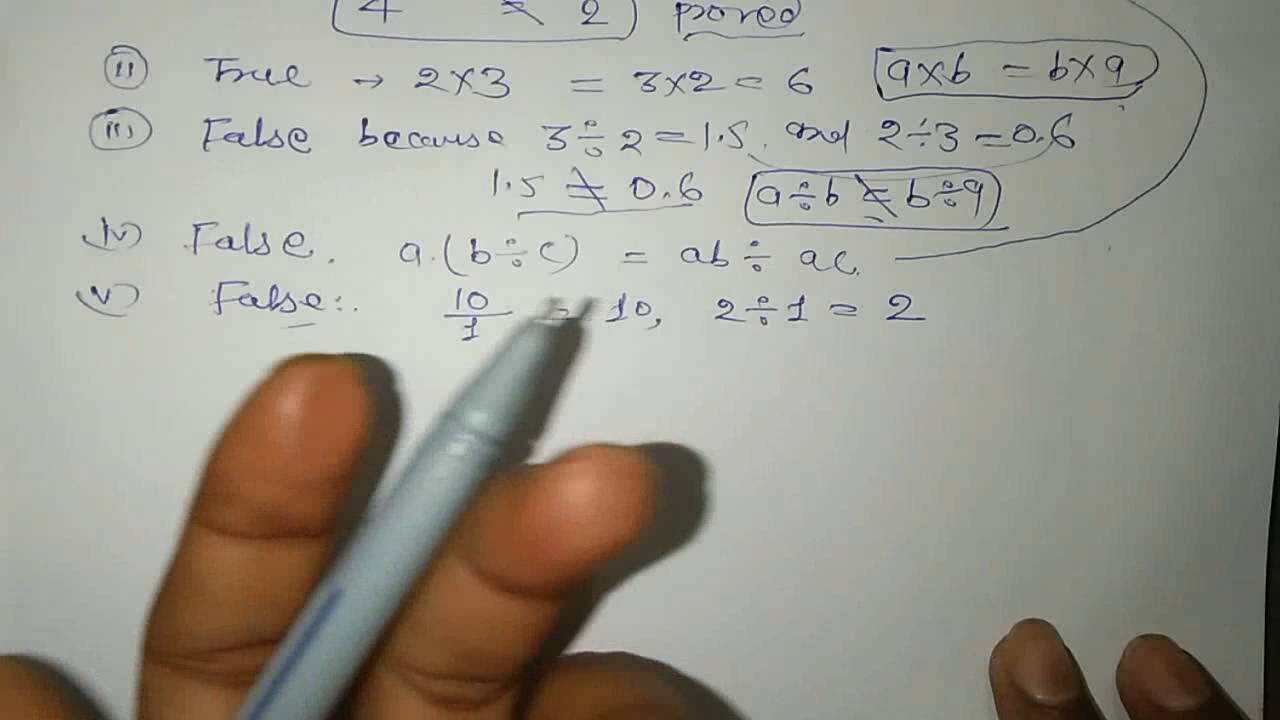 4 ≠ 2 proved
(ii) True → 2×3 = 3×2 = 6 a×b = b×a
(iii) False because 3÷2=1.5. and 2÷3=0.6
1.5 ≠ 0.6 a÷b ≠ b÷a
(iv) False. a.(b÷c) = ab ÷ ac.
(v) False:. 10/1 = 10, 2÷1 = 2